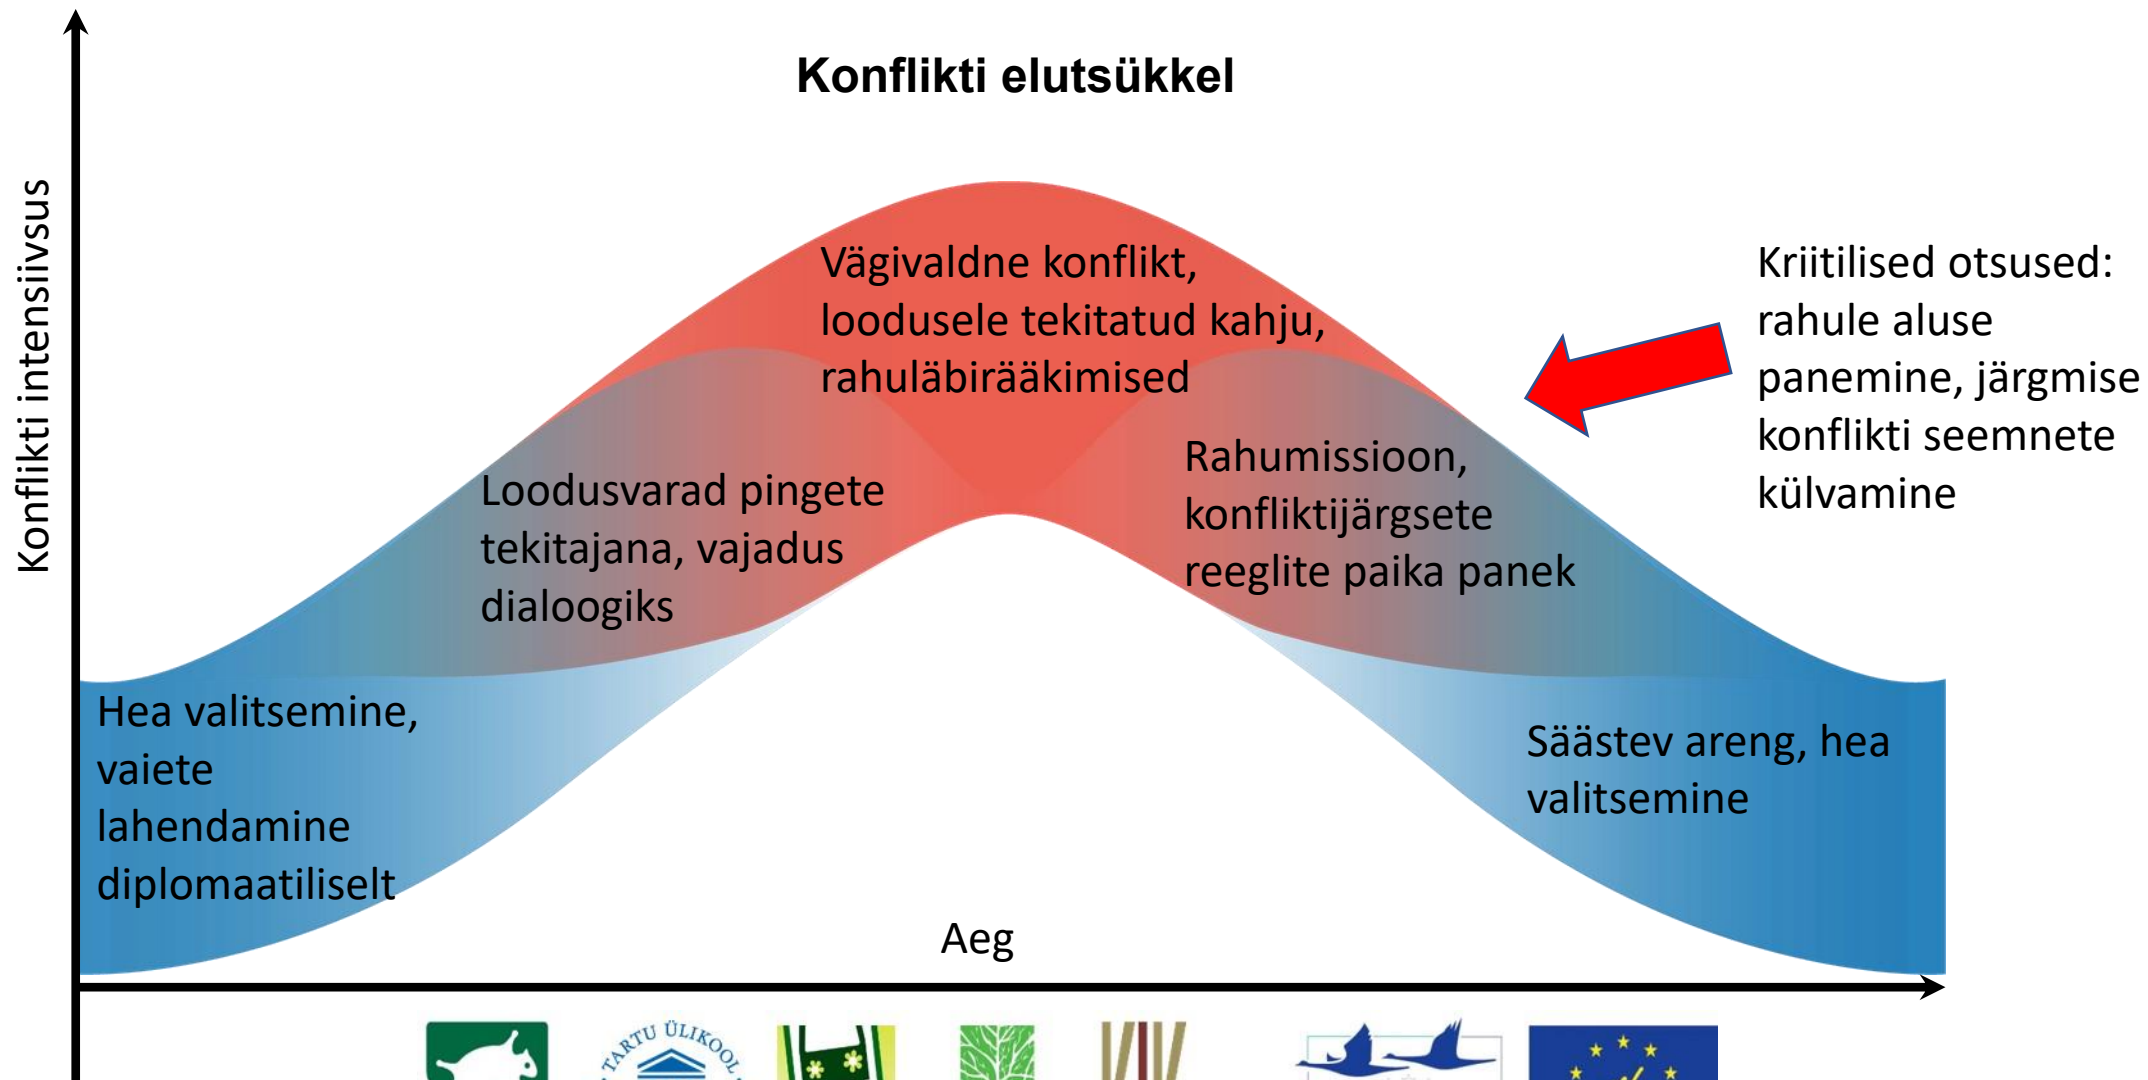 Konflikti elutsükkel
Konflikti intensiivsus
Vägivaldne konflikt,
loodusele tekitatud kahju,
rahuläbirääkimised
Kriitilised otsused:
rahule aluse
panemine, järgmise
konflikti seemnete
külvamine
Loodusvarad pingete
tekitajana, vajadus
dialoogiks
Rahumissioon,
konfliktijärgsete
reeglite paika panek
Hea valitsemine,
vaiete
lahendamine
diplomaatiliselt
Säästev areng, hea
valitsemine
Aeg
TARTU ÜLIKOOL